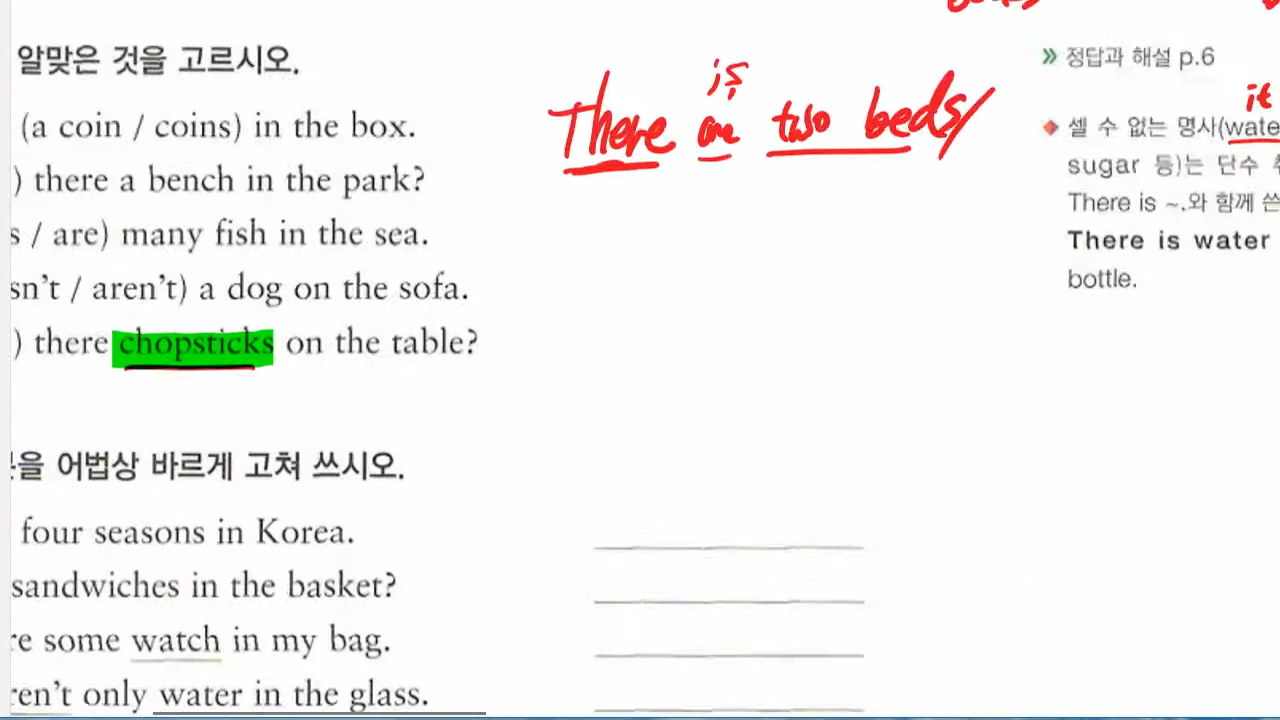 알맞은 것을 고르시오.
(a coin / coins) in the box.
) there a bench in the park?
s / are) many fish in the sea.
sn't / aren't) a dog on the sofa.
) there chopsticks on the table?
을 어법상 바르게 고쳐 쓰시오.
four seasons in Korea.
sandwiches in the basket?
re some watch in my bag.
ren't only water in the glass.
is
There are two beds/
» 정답과 해설 p.6
it
셀 수 없는 명사(wate
sugar 등)는 단수 취
There is ~.와 함께 쓴
There is water
bottle.